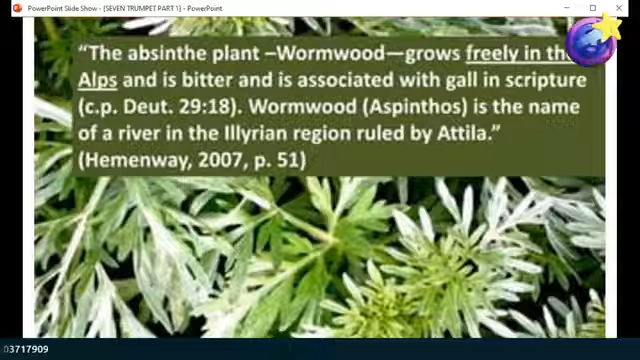 PowerPoint Slide Show - [SEVEN TRUMPET PART 1] - PowerPoint
“The absinthe plant –Wormwood—grows freely in the
Alps and is bitter and is associated with gall in scripture
(c.p. Deut. 29:18). Wormwood (Aspinthos) is the name
of a river in the Illyrian region ruled by Attila.”
(Hemenway, 2007, p. 51)
03717909